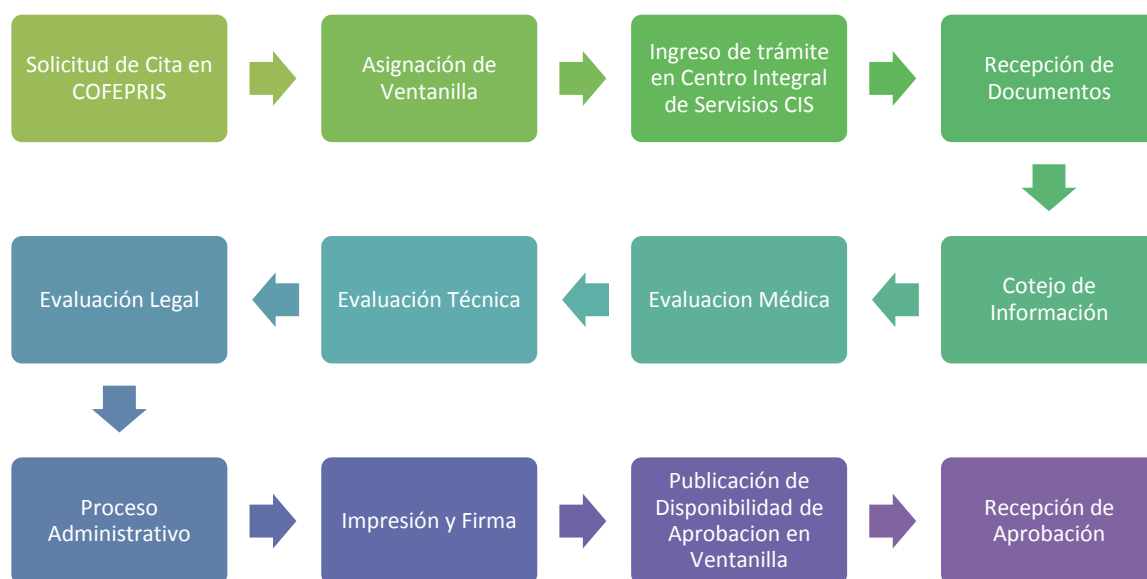 Solicitud de Cita en
COFEPRIS
Asignación de
Ventanilla
Ingreso de trámite
en Centro Integral
de Servisios CIS
Recepción de
Documentos
Cotejo de
Información
Evaluacion Médica
Evaluación Técnica
Evaluación Legal
Proceso
Administrativo
Impresión y Firma
Publicación de
Disponibilidad de
Aprobacion en
Ventanilla
Recepción de
Aprobación